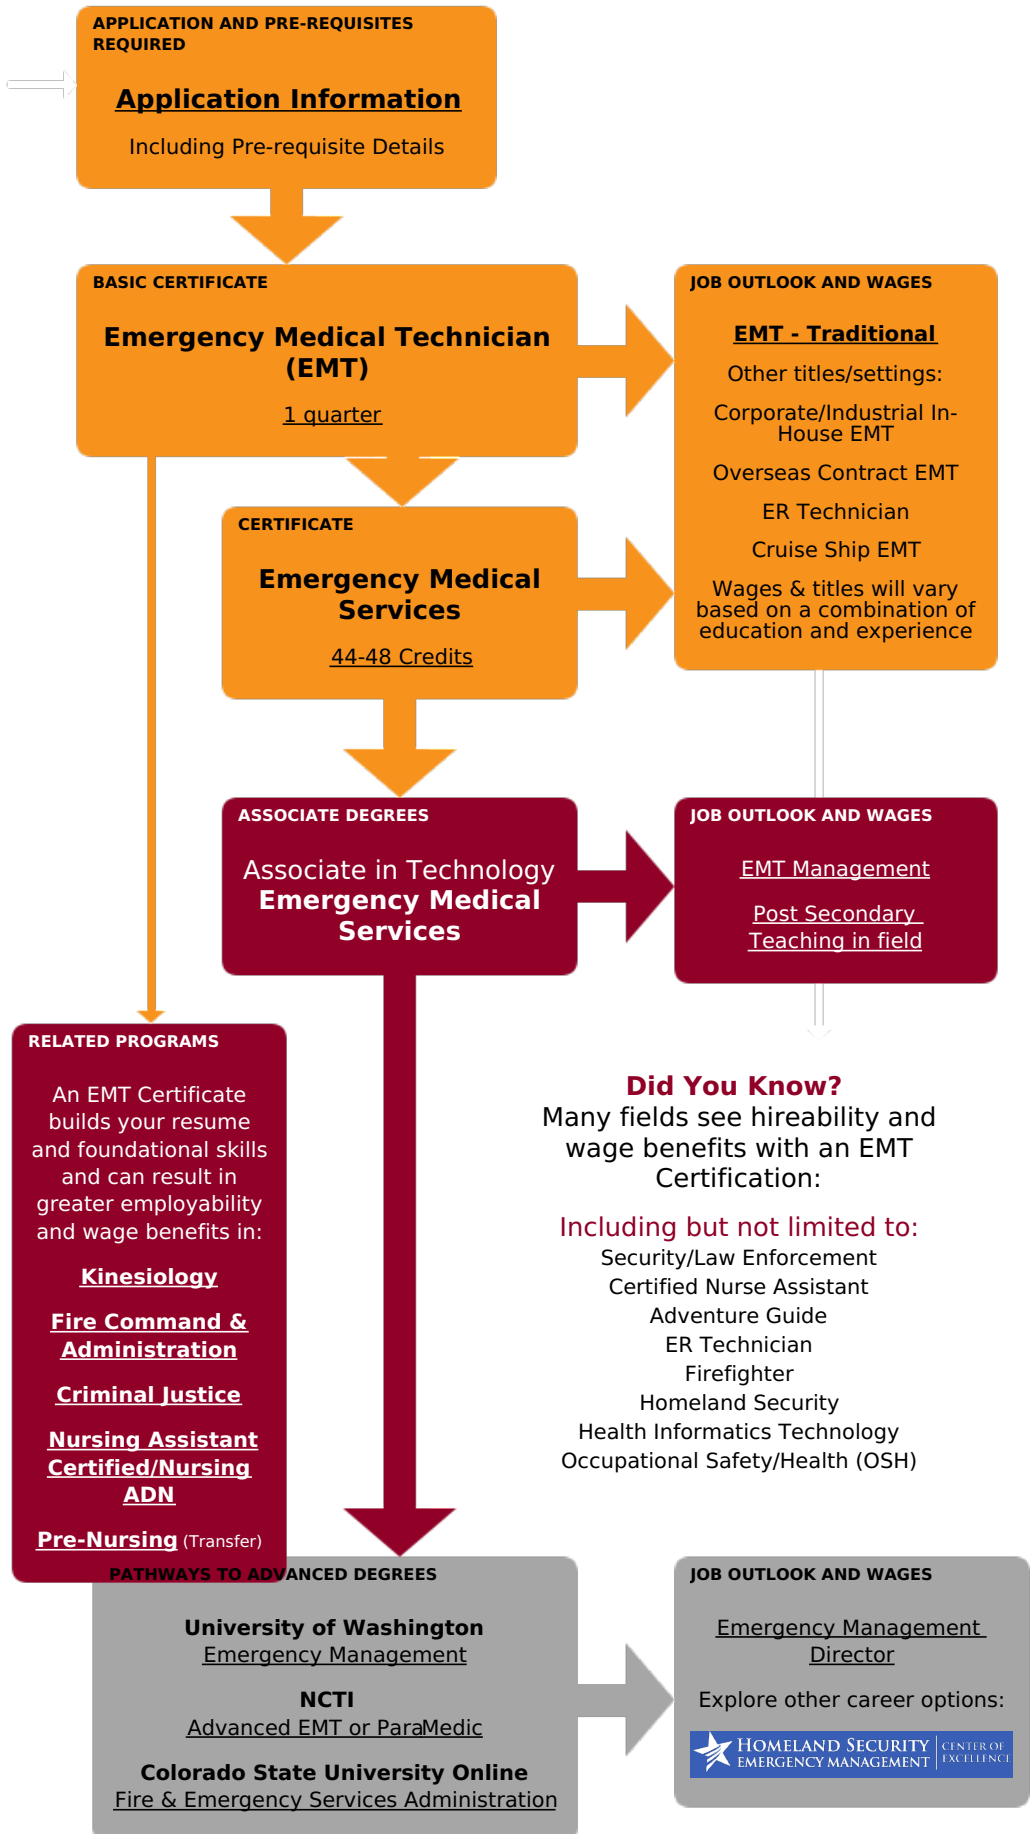 APPLICATION AND PRE-REQUISITES
REQUIRED
Application Information
Including Pre-requisite Details
BASIC CERTIFICATE
Emergency Medical Technician
(EMT)
1 quarter
JOB OUTLOOK AND WAGES
EMT - Traditional
Other titles/settings:
Corporate/Industrial In-
House EMT
Overseas Contract EMT
ER Technician
Cruise Ship EMT
Wages & titles will vary
based on a combination of
education and experience
CERTIFICATE
Emergency Medical
Services
44-48 Credits
ASSOCIATE DEGREES
Associate in Technology
Emergency Medical
Services
JOB OUTLOOK AND WAGES
EMT Management
Post Secondary
Teaching in field
RELATED PROGRAMS
An EMT Certificate
builds your resume
and foundational skills
and can result in
greater employability
and wage benefits in:
Kinesiology
Fire Command &
Administration
Criminal Justice
Nursing Assistant
Certified/Nursing
ADN
Pre-Nursing (Transfer)
Did You Know?
Many fields see hireability and
wage benefits with an EMT
Certification:
Including but not limited to:
Security/Law Enforcement
Certified Nurse Assistant
Adventure Guide
ER Technician
Firefighter
Homeland Security
Health Informatics Technology
Occupational Safety/Health (OSH)
PATHWAYS TO ADVANCED DEGREES
University of Washington
Emergency Management
NCTI
Advanced EMT or ParaMedic
Colorado State University Online
Fire & Emergency Services Administration
JOB OUTLOOK AND WAGES
Emergency Management
Director
Explore other career options:
HOMELAND SECURITY
EMERGENCY MANAGEMENT
CENTER OF
EXCELLENCE